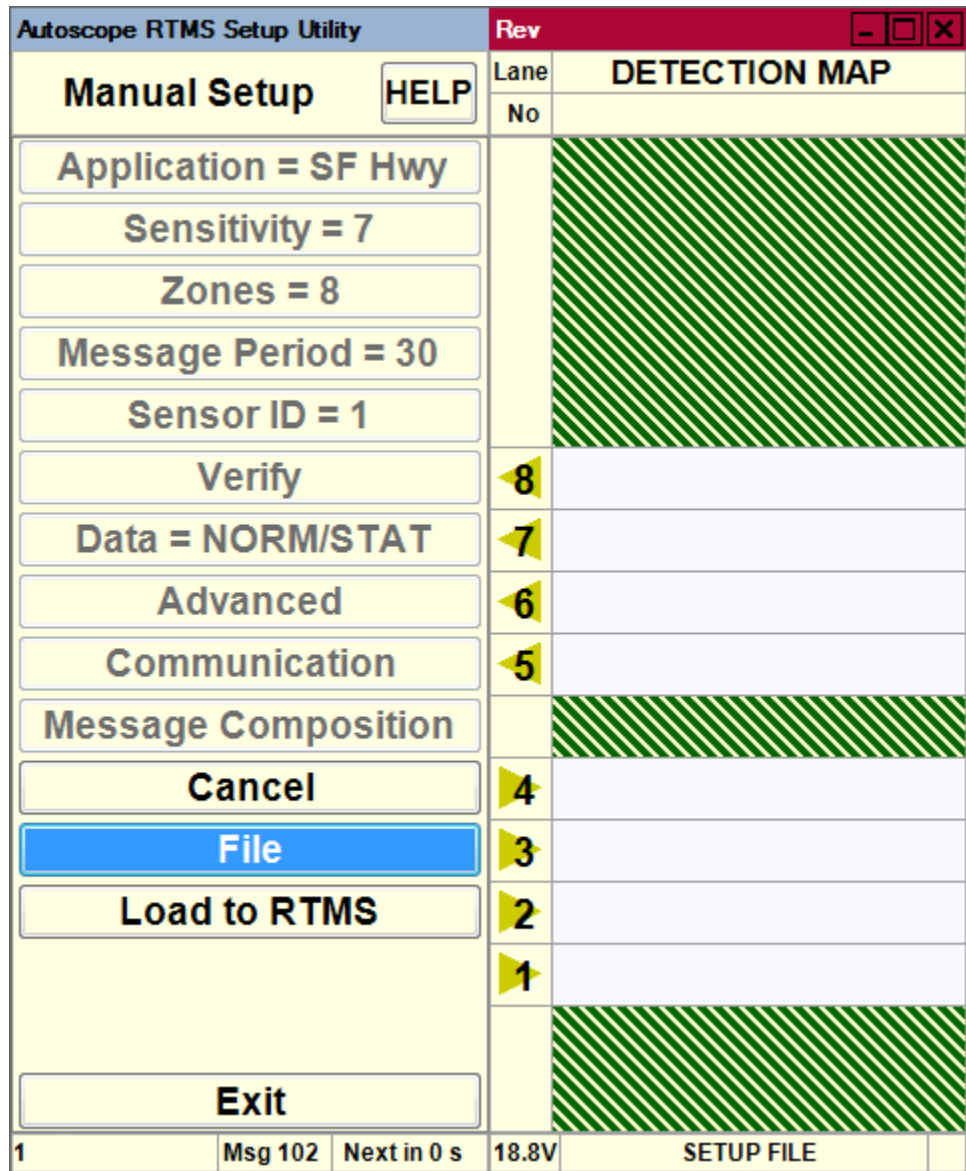 Autoscope RTMS Setup Utility
Rev
Manual Setup
HELP
Lane
No
DETECTION MAP
Application = SF Hwy
Sensitivity = 7
Zones = 8
Message Period = 30
Sensor ID = 1
Verify
Data = NORM/STAT
Advanced
Communication
Message Composition
Cancel
File
Load to RTMS
Exit
8
7
6
5
4
3
2
1
1
Msg 102
Next in 0 s
18.8V
SETUP FILE